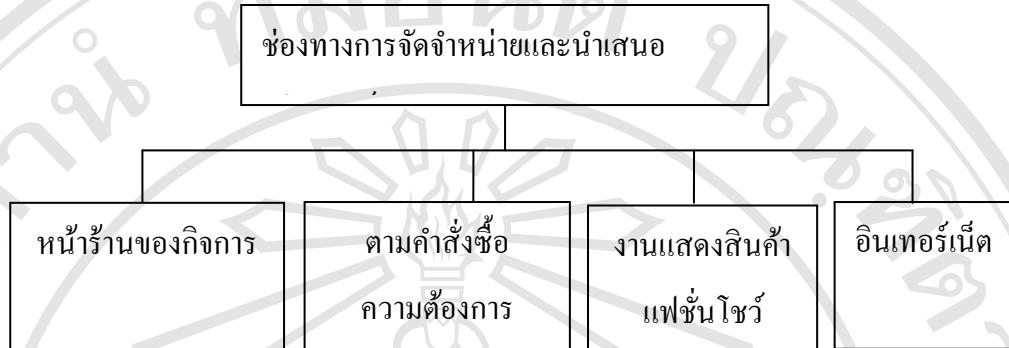 ช่องทางการจัดจำหน่ายและนำเสนอ
หน้าร้านของกิจการ
ตามคำสั่งซื้อ
ความต้องการ
งานแสดงสินค้า
แฟชั่นโชว์
อินเทอร์เน็ต